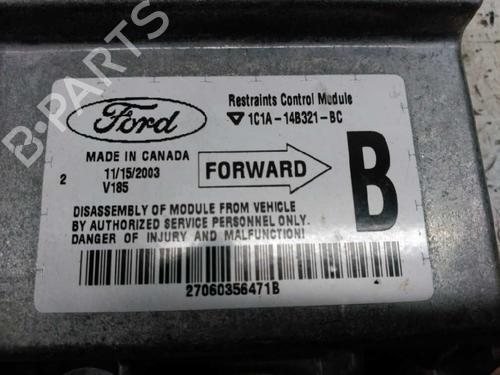 B-PARTS
Ford
Restraints Control Module
1C1A-14B321-BC
MADE IN CANADA
2
11/15/2003
V185
FORWARD
B
DISASSEMBLY OF MODULE FROM VEHICLE
BY AUTHORIZED SERVICE PERSONNEL ONLY.
DANGER OF INJURY AND MALFUNCTION!
27060356471B